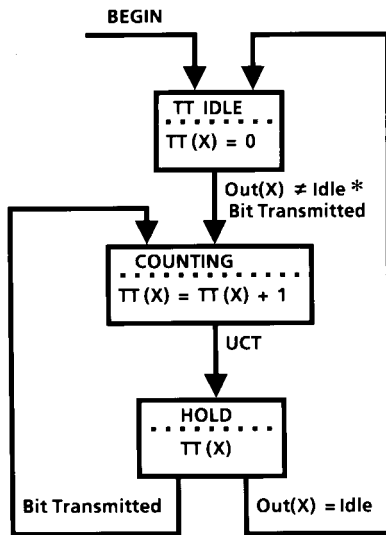 BEGIN
TT IDLE
TT(X) = 0
Out(X) ≠ Idle *
Bit Transmitted
COUNTING
TT(X) = TT(X) + 1
UCT
HOLD
TT(X)
Bit Transmitted
Out(X) = Idle